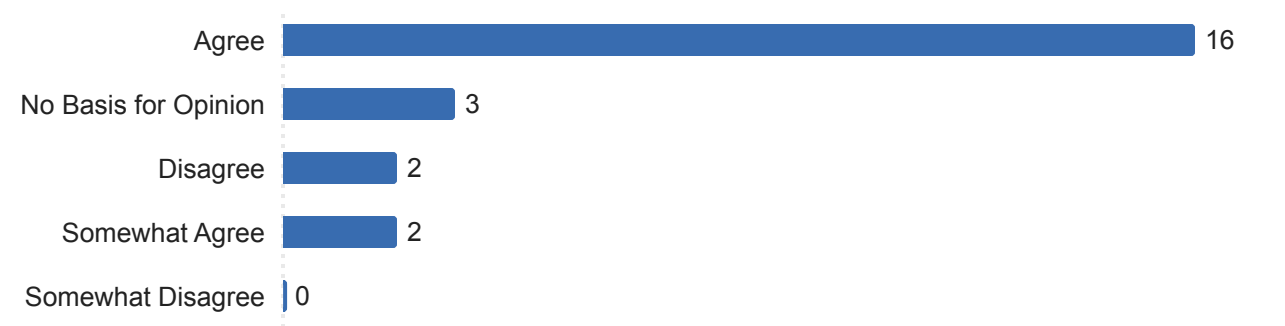 Agree 16
No Basis for Opinion 3
Disagree 2
Somewhat Agree 2
Somewhat Disagree 0